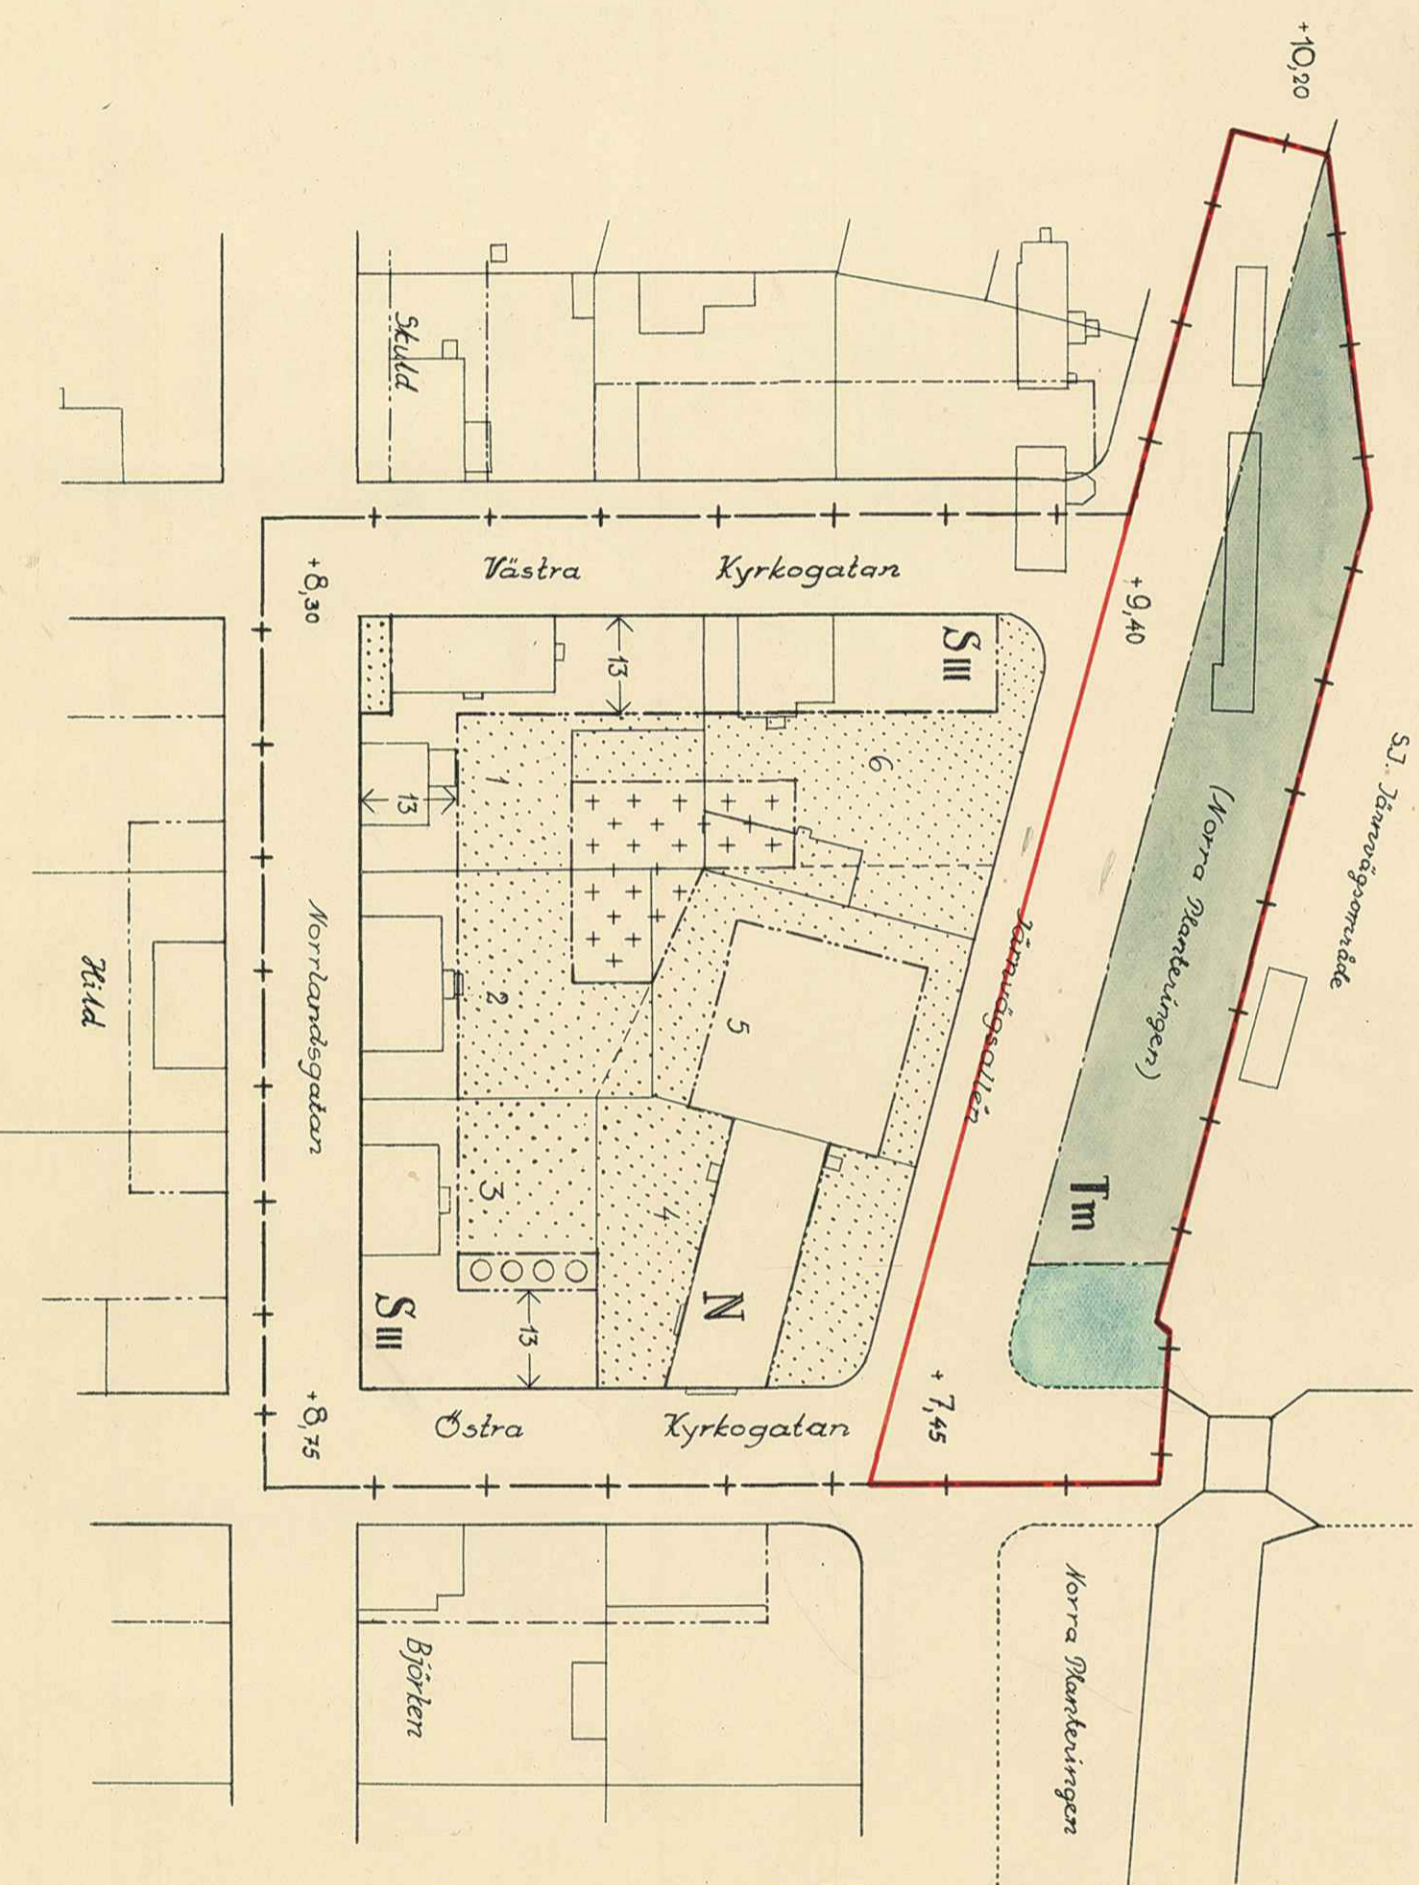 +10,20
Skuld
Västra Kyrkogatan
+8,30
+9,40
S.J. Järnvägsområde
(Norra Planteringen)
SIII
13
13
1
6
2
5
3
4
Järnvägsallén
Norrlandsgatan
Hild
Tm
N
13
SIII
+8,75
Östra Kyrkogatan
+7,45
Björken
Norra Planteringen